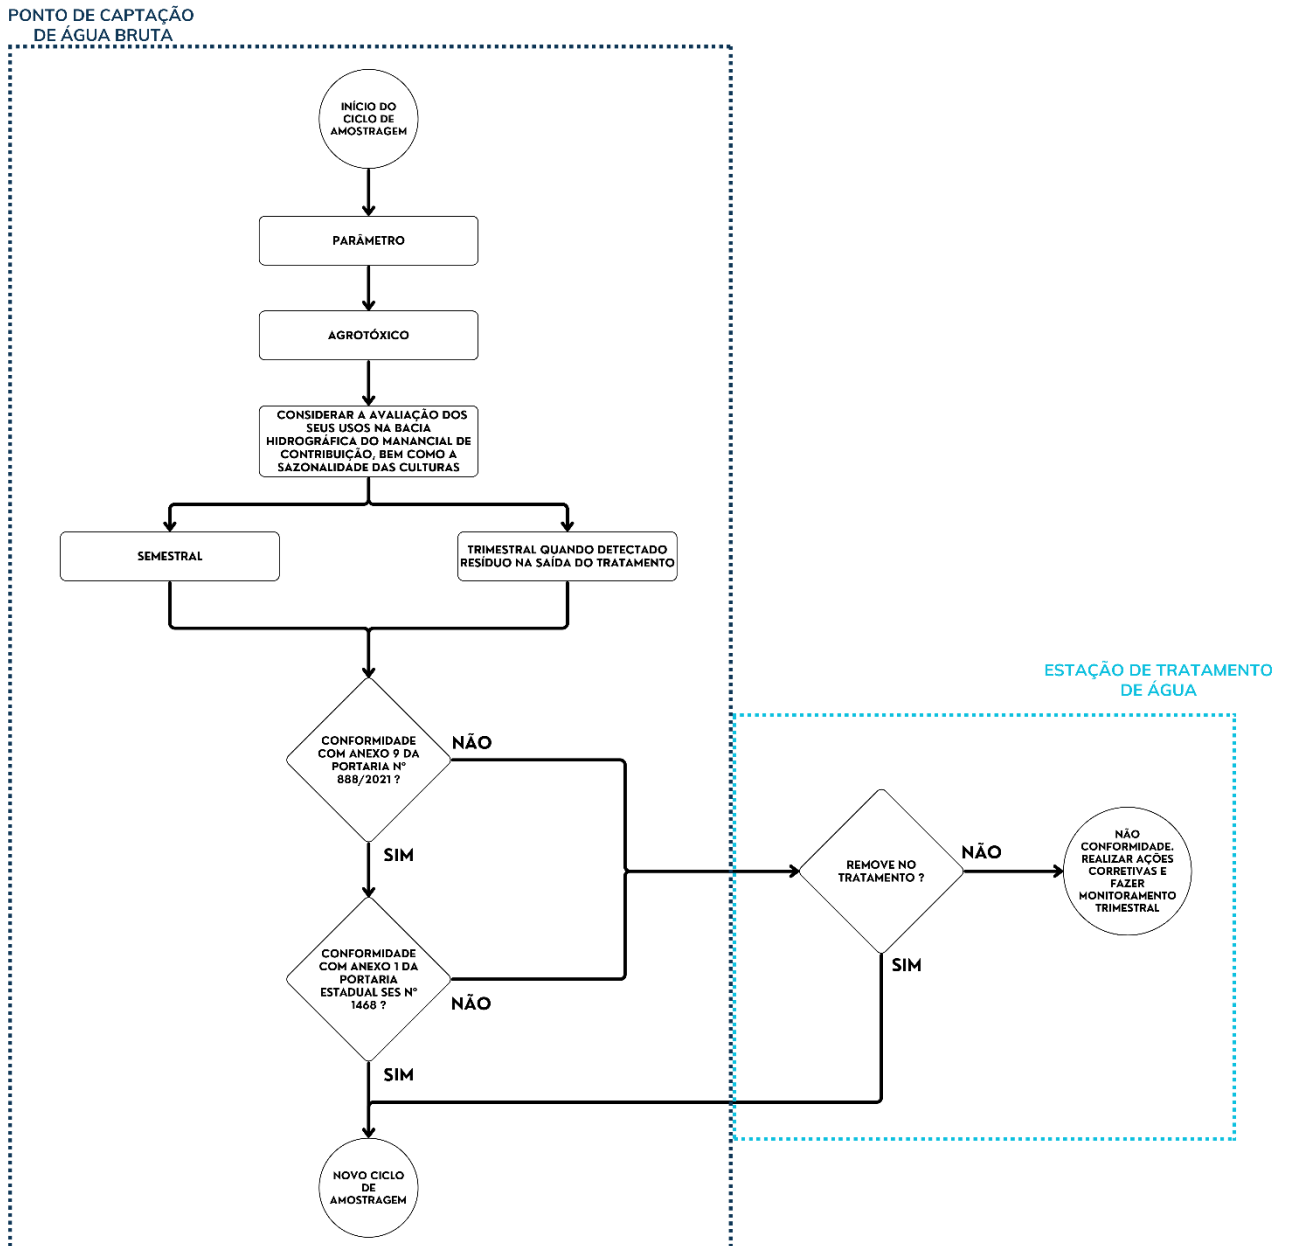 PONTO DE CAPTAÇÃO
DE ÁGUA BRUTA
INÍCIO DO
CICLO DE
AMOSTRAGEM
PARÂMETRO
AGROTÓXICO
CONSIDERAR A AVALIAÇÃO DOS
SEUS USOS NA BACIA
HIDROGRÁFICA DO MANANCIAL DE
CONTRIBUIÇÃO, BEM COMO A
SAZONALIDADE DAS CULTURAS
SEMESTRAL
TRIMESTRAL QUANDO DETECTADO
RESÍDUO NA SAÍDA DO TRATAMENTO
CONFORMIDADE
COM ANEXO 9 DA
PORTARIA Nº
888/2021 ?
NÃO
SIM
CONFORMIDADE
COM ANEXO 1 DA
PORTARIA
ESTADUAL SES Nº
1468 ?
NÃO
SIM
NOVO CICLO
DE
AMOSTRAGEM
ESTAÇÃO DE TRATAMENTO
DE ÁGUA
REMOVE NO
TRATAMENTO ?
NÃO
SIM
NÃO
CONFORMIDADE.
REALIZAR AÇÕES
CORRETIVAS E
FAZER
MONITORAMENTO
TRIMESTRAL